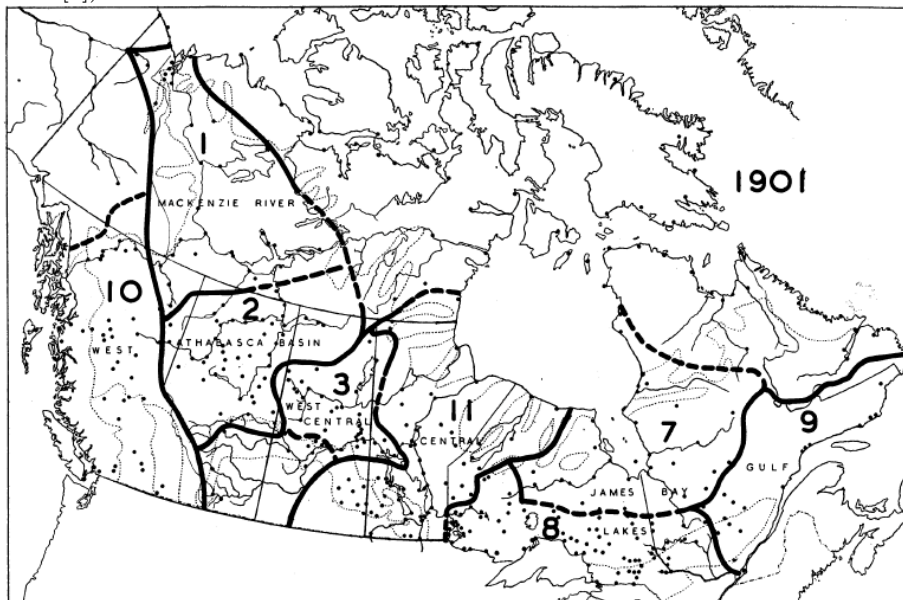 1901
1
MACKENZIE RIVER
10
WEST
2
ATHABASCA BASIN
3
WEST
CENTRAL
11
CENTRAL
7
JAMES BAY
9
GULF
8
LAKES